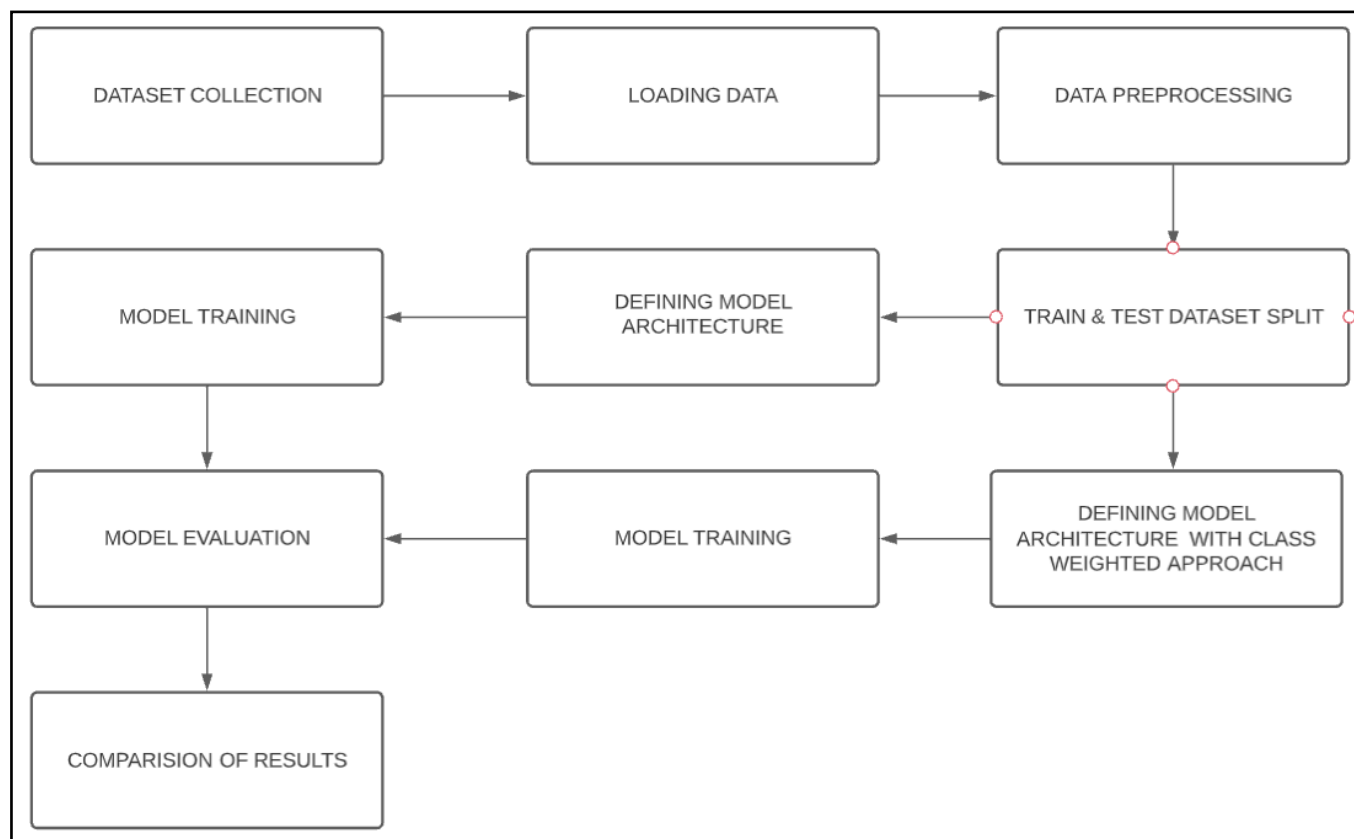 DATASET COLLECTION
LOADING DATA
DATA PREPROCESSING
MODEL TRAINING
DEFINING MODEL
ARCHITECTURE
TRAIN & TEST DATASET SPLIT
MODEL EVALUATION
MODEL TRAINING
DEFINING MODEL
ARCHITECTURE WITH CLASS
WEIGHTED APPROACH
COMPARISION OF RESULTS